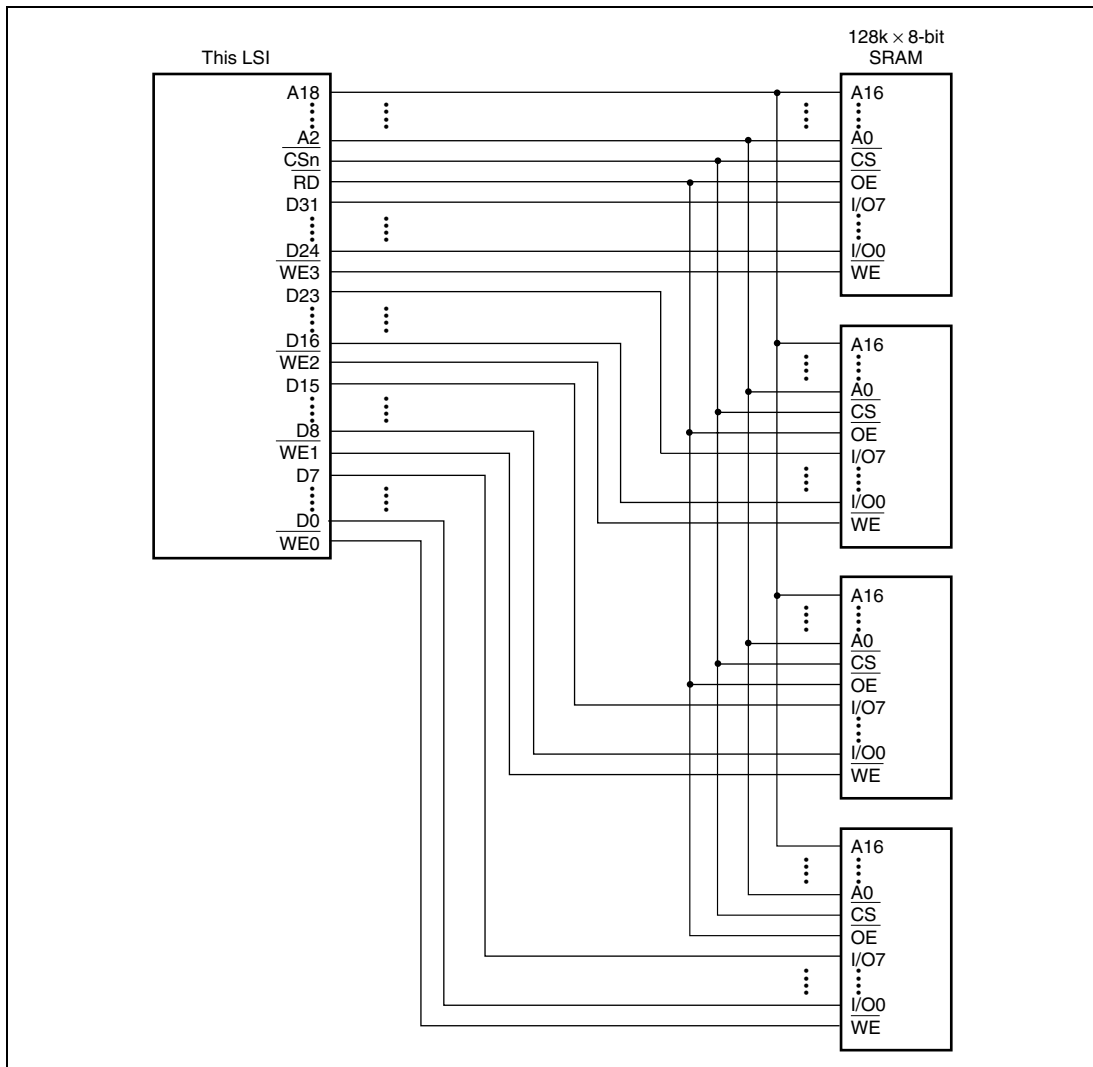 This LSI
A18
A2
CSn
RD
D31
D24
WE3
D23
D16
WE2
D15
D8
WE1
D7
D0
WE0
128k × 8-bit
SRAM
A16
A0
CS
OE
I/O7
I/O0
WE
A16
A0
CS
OE
I/O7
I/O0
WE
A16
A0
CS
OE
I/O7
I/O0
WE
A16
A0
CS
OE
I/O7
I/O0
WE